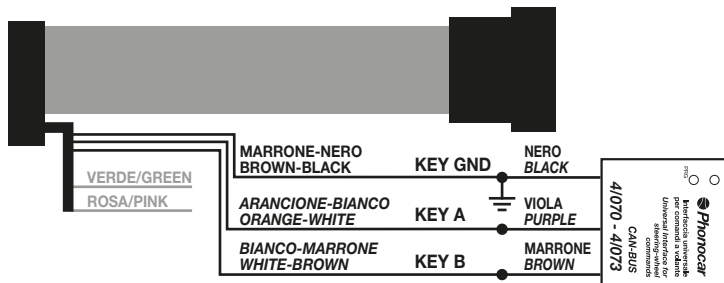 MARRONE-NERO
BROWN-BLACK
KEY GND
NERO
BLACK
VERDE/GREEN
ROSA/PINK
ARANCIONE-BIANCO
ORANGE-WHITE
KEY A
VIOLA
PURPLE
BIANCO-MARRONE
WHITE-BROWN
KEY B
MARRONE
BROWN
PRG
Phonocar
Interfaccia universale
per comandi a volante
Universal Interface for
steering-wheel
commands
CAN-BUS
4/070 - 4/073